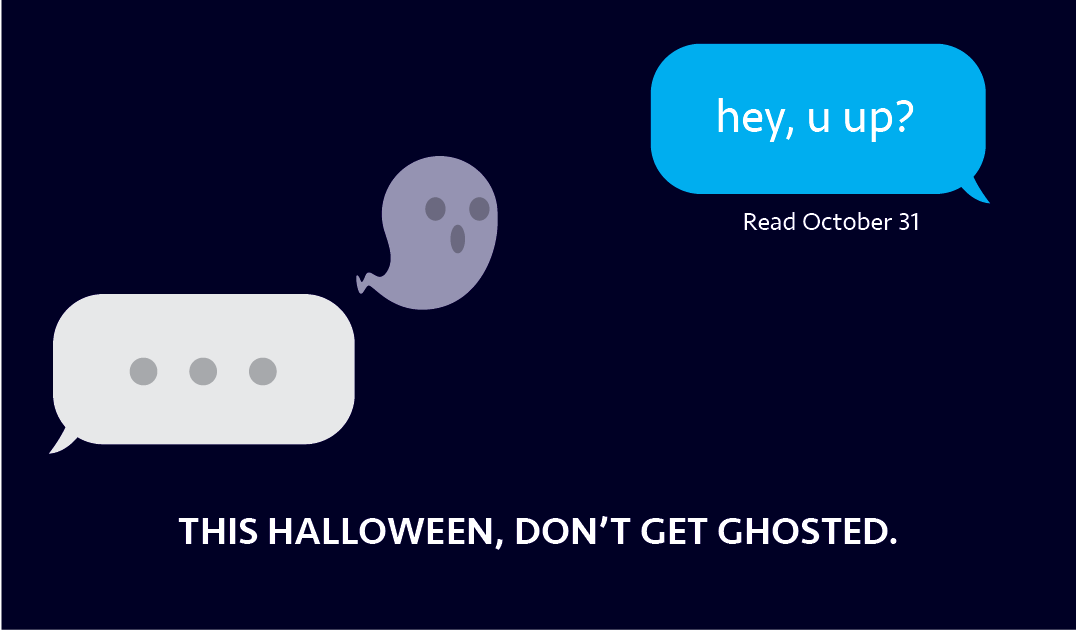 hey, u up?
Read October 31
THIS HALLOWEEN, DON’T GET GHOSTED.